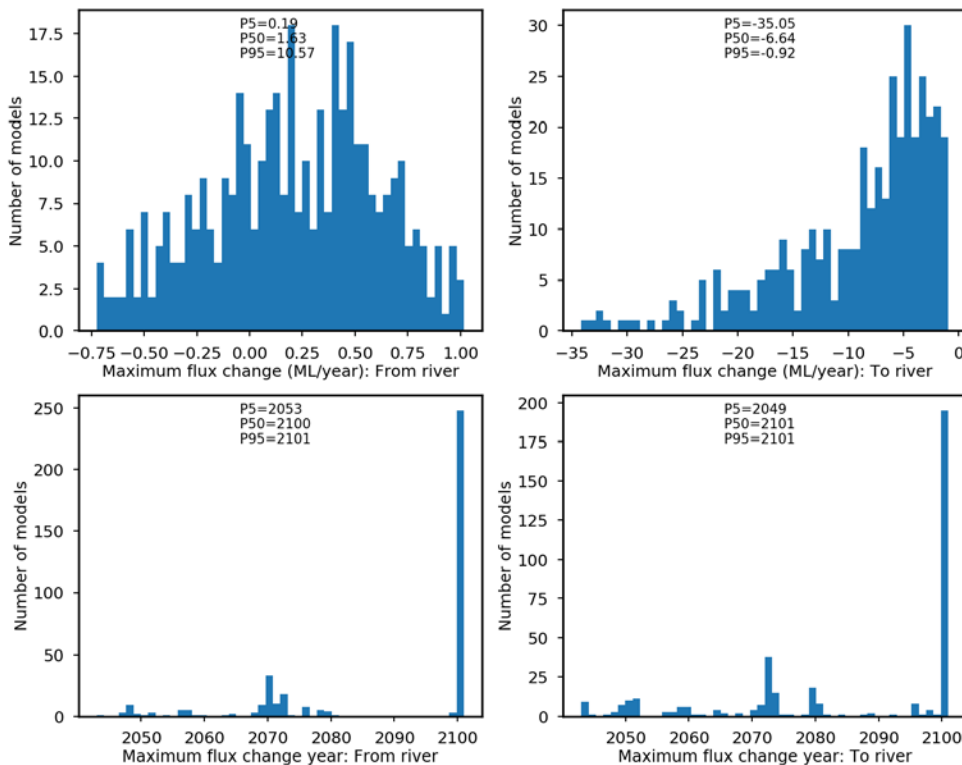 P5=0.19
P50=1.63
P95=10.57
17.5
15.0
12.5
10.0
7.5
5.0
2.5
0.0
Number of models
−0.75 −0.50 −0.25 0.00 0.25 0.50 0.75 1.00
Maximum flux change (ML/year): From river
P5=-35.05
P50=-6.64
P95=-0.92
30
25
20
15
10
5
0
Number of models
−35 −30 −25 −20 −15 −10 −5 0
Maximum flux change (ML/year): To river
P5=2053
P50=2100
P95=2101
250
200
150
100
50
0
Number of models
2050 2060 2070 2080 2090 2100
Maximum flux change year: From river
P5=2049
P50=2101
P95=2101
200
175
150
125
100
75
50
25
0
Number of models
2050 2060 2070 2080 2090 2100
Maximum flux change year: To river